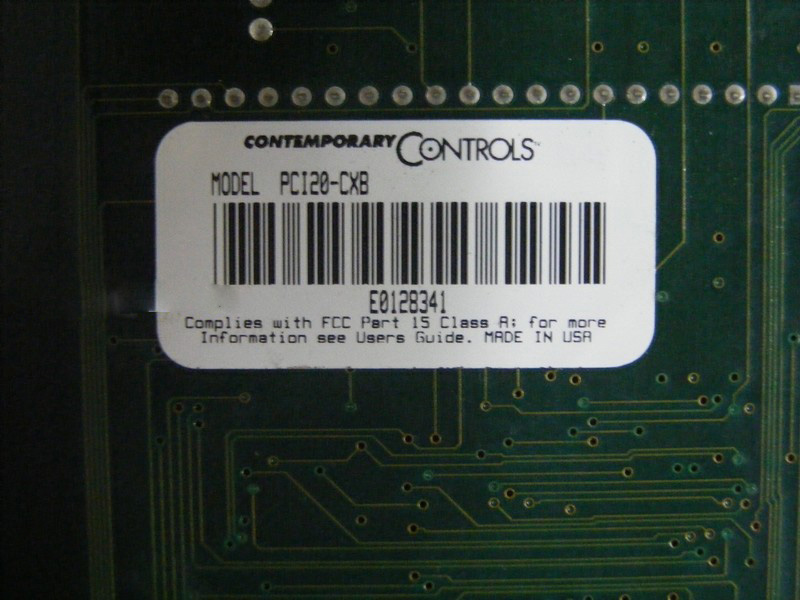 CONTEMPORARY CONTROLS™
MODEL PCI20-CXB
E0128341
Complies with FCC Part 15 Class A; for more
Information see Users Guide. MADE IN USA